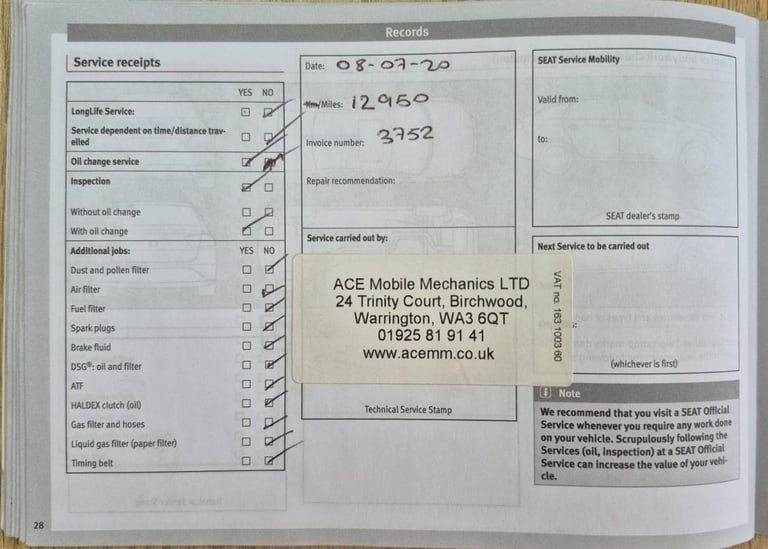 Records
Service receipts
YES NO
LongLife Service:
Service dependent on time/distance trav-
elled
Oil change service
Inspection
Without oil change
With oil change
Additional jobs: YES NO
Dust and pollen filter
Air filter
Fuel filter
Spark plugs
Brake fluid
DSG®: oil and filter
ATF
HALDEX clutch (oil)
Gas filter and hoses
Liquid gas filter (paper filter)
Timing belt
Date: 08-07-20
Km/Miles: 12950
Invoice number: 3752
Repair recommendation:
Service carried out by:
ACE Mobile Mechanics LTD
24 Trinity Court, Birchwood,
Warrington, WA3 6QT
01925 81 91 41
www.acemm.co.uk
VAT no. 163 1003 60
Technical Service Stamp
SEAT Service Mobility
Valid from:
to:
SEAT dealer's stamp
Next Service to be carried out
(whichever is first)
Note
We recommend that you visit a SEAT Official
Service whenever you require any work done
on your vehicle. Scrupulously following the
Services (oil, Inspection) at a SEAT Official
Service can increase the value of your vehi-
cle.
28